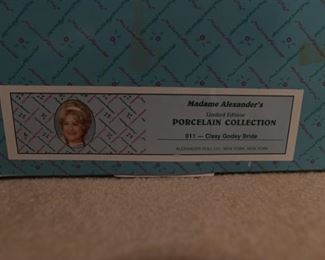 Madame Alexander's
Limited Edition
PORCELAIN COLLECTION
011 — Cissy Godey Bride
ALEXANDER DOLL CO., NEW YORK, NEW YORK